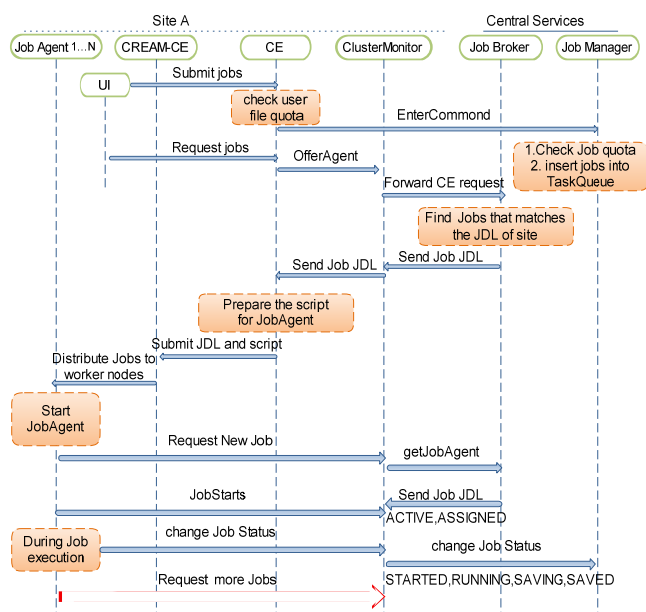 Site A
Central Services
Job Agent 1...N
CREAM-CE
CE
ClusterMonitor
Job Broker
Job Manager
UI
Submit jobs
check user
file quota
EnterCommond
Request jobs
OfferAgent
1.Check Job quota
2. insert jobs into
TaskQueue
Forward CE request
Find Jobs that matches
the JDL of site
Send Job JDL
Send Job JDL
Prepare the script
for JobAgent
Submit JDL and script
Distribute Jobs to
worker nodes
Start
JobAgent
Request New Job
getJobAgent
JobStarts
Send Job JDL
ACTIVE,ASSIGNED
During Job
execution
change Job Status
change Job Status
STARTED,RUNNING,SAVING,SAVED
Request more Jobs